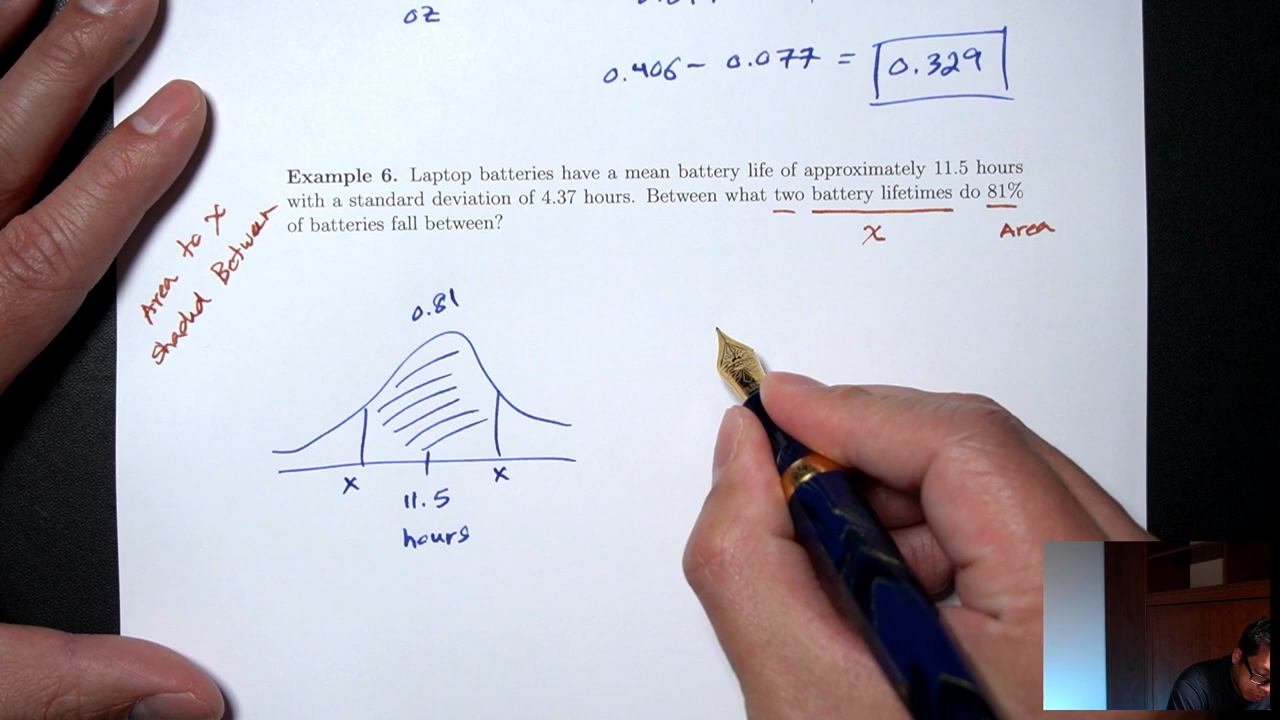 oz
0.406 - 0.077 = 0.329
Example 6. Laptop batteries have a mean battery life of approximately 11.5 hours
with a standard deviation of 4.37 hours. Between what two battery lifetimes do 81%
of batteries fall between?
x
Area
Area to x
Shaded Between
0.81
x
x
11.5
hours